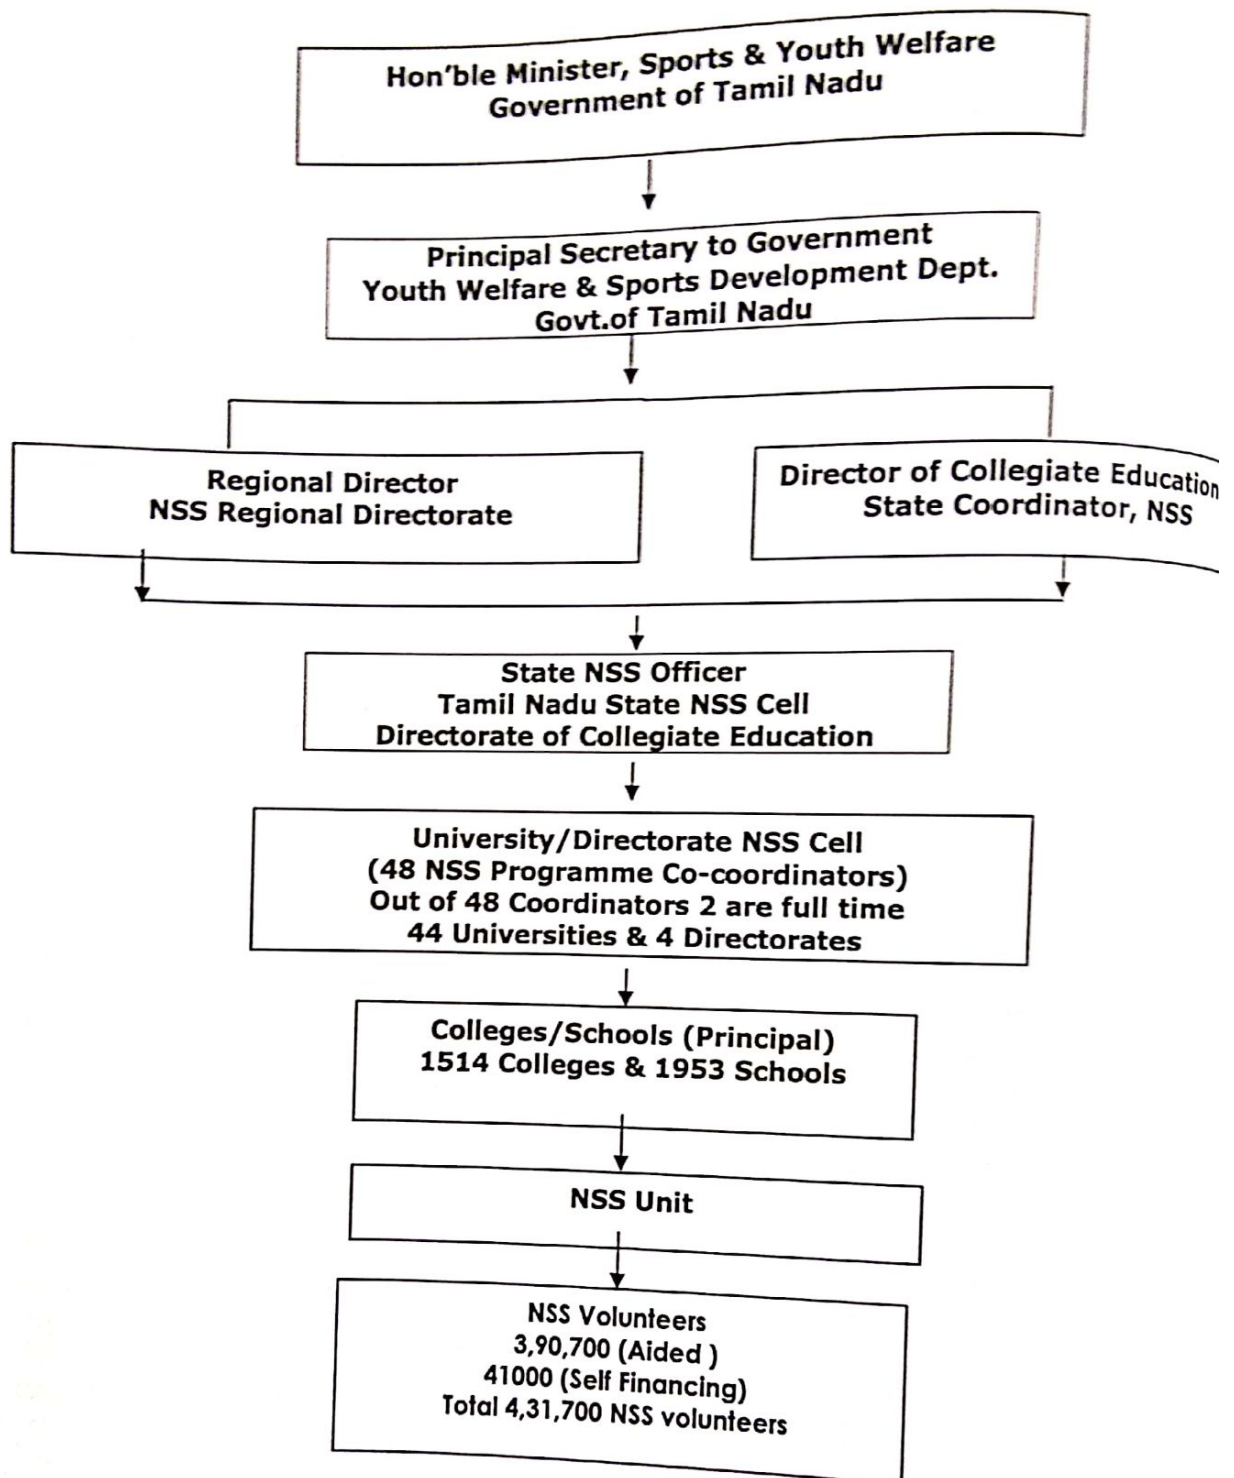 Hon'ble Minister, Sports & Youth Welfare
Government of Tamil Nadu
Principal Secretary to Government
Youth Welfare & Sports Development Dept.
Govt.of Tamil Nadu
Regional Director
NSS Regional Directorate
Director of Collegiate Education
State Coordinator, NSS
State NSS Officer
Tamil Nadu State NSS Cell
Directorate of Collegiate Education
University/Directorate NSS Cell
(48 NSS Programme Co-coordinators)
Out of 48 Coordinators 2 are full time
44 Universities & 4 Directorates
Colleges/Schools (Principal)
1514 Colleges & 1953 Schools
NSS Unit
NSS Volunteers
3,90,700 (Aided )
41000 (Self Financing)
Total 4,31,700 NSS volunteers